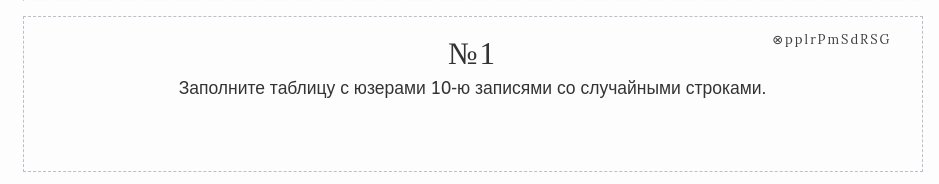 ⊗pplrPmSdRSG
№1
Заполните таблицу с юзерами 10-ю записями со случайными строками.